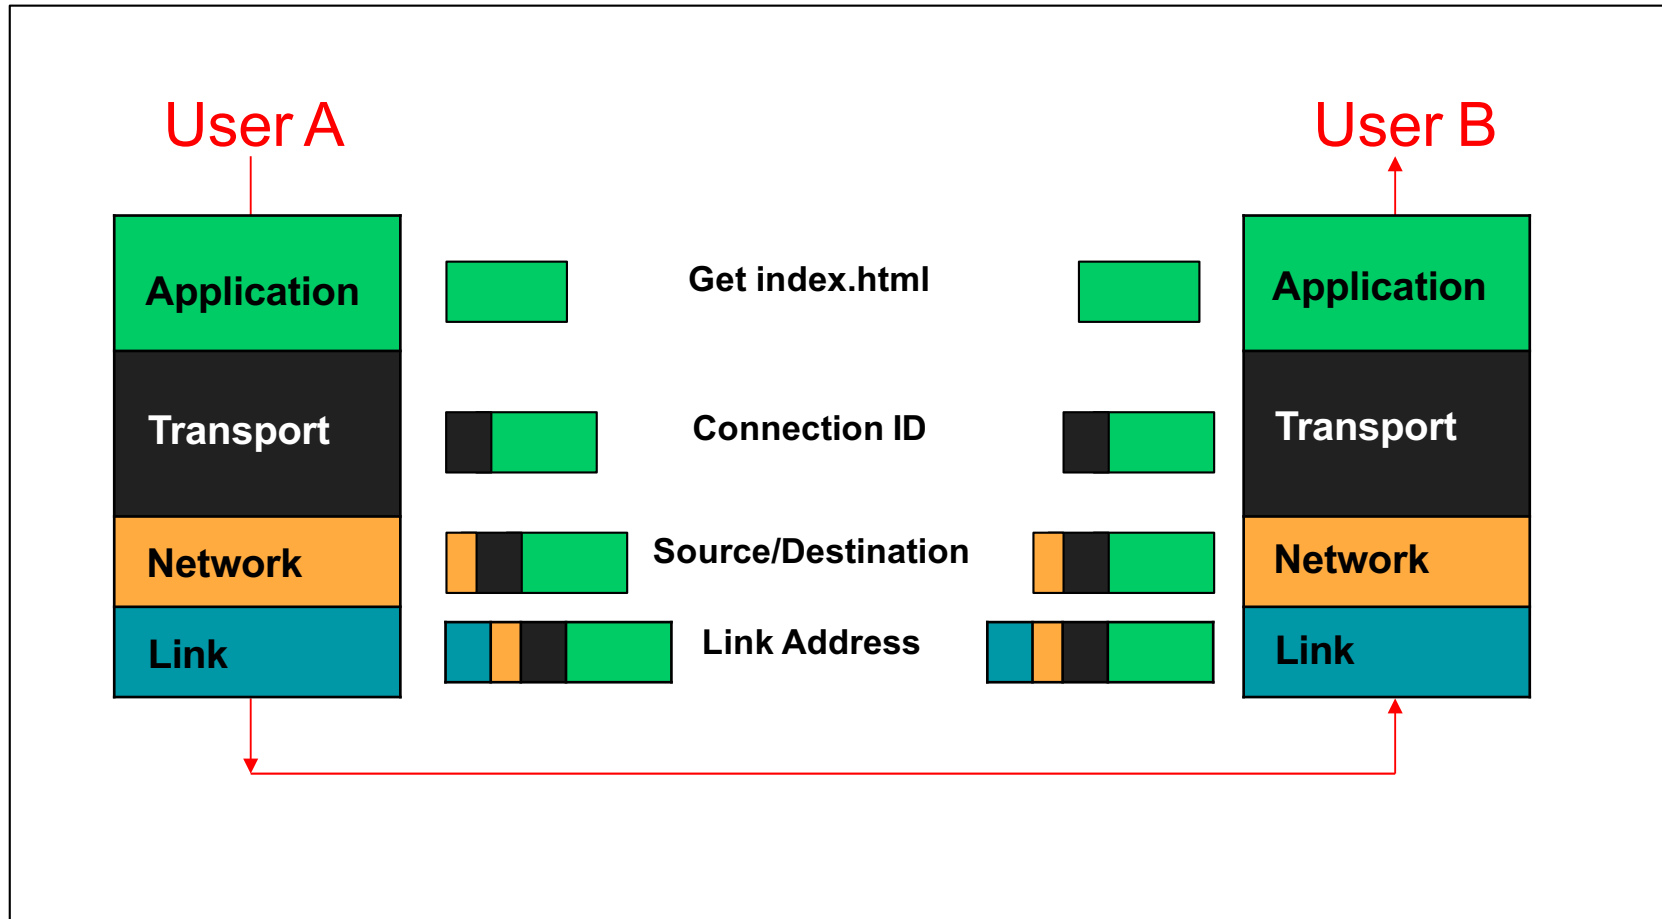 User A
User B
Application
Get index.html
Application
Transport
Connection ID
Transport
Network
Source/Destination
Network
Link
Link Address
Link